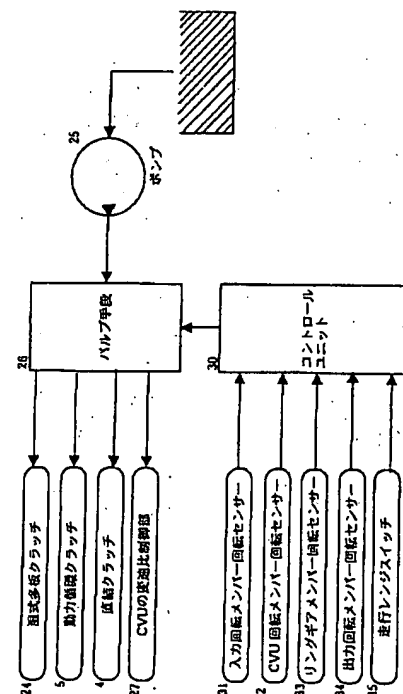 24
湿式多板クラッチ
5
動力循環クラッチ
4
直結クラッチ
27
CVUの変速比制御部
26
バルブ手段
25
ポンプ
30
コントロール
ユニット
31
入力回転メンバー回転センサー
2
CVU 回転メンバー回転センサー
33
リングギアメンバー回転センサー
34
出力回転メンバー回転センサー
35
走行レンジスイッチ